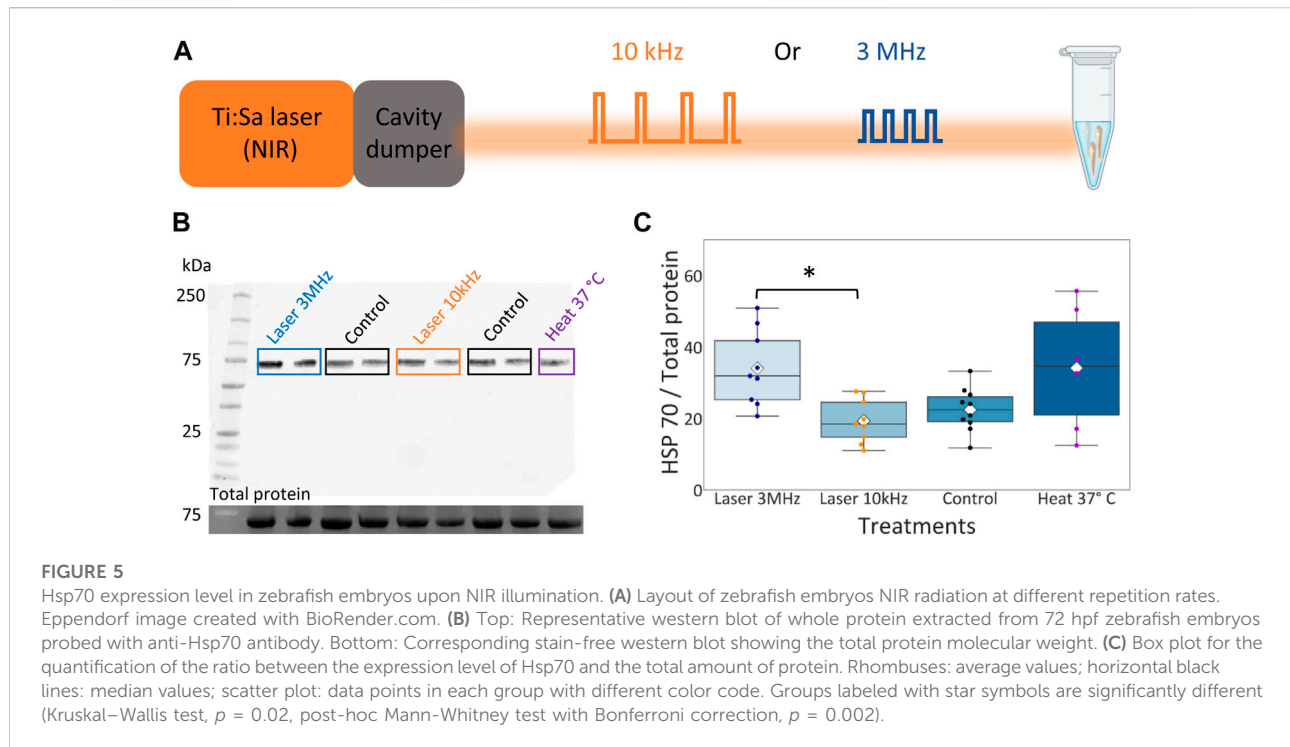 A
10 kHz Or 3 MHz
Ti:Sa laser
(NIR)
Cavity
dumper
B
kDa
250
75
25
Laser 3MHz
Control
Laser 10kHz
Control
Heat 37 °C
Total protein
75
C
HSP 70 / Total protein
60
40
20
0
*
Laser 3MHz Laser 10kHz Control Heat 37° C
Treatments
FIGURE 5
Hsp70 expression level in zebrafish embryos upon NIR illumination. (A) Layout of zebrafish embryos NIR radiation at different repetition rates.
Eppendorf image created with BioRender.com. (B) Top: Representative western blot of whole protein extracted from 72 hpf zebrafish embryos
probed with anti-Hsp70 antibody. Bottom: Corresponding stain-free western blot showing the total protein molecular weight. (C) Box plot for the
quantification of the ratio between the expression level of Hsp70 and the total amount of protein. Rhombuses: average values; horizontal black
lines: median values; scatter plot: data points in each group with different color code. Groups labeled with star symbols are significantly different
(Kruskal–Wallis test, p = 0.02, post-hoc Mann-Whitney test with Bonferroni correction, p = 0.002).